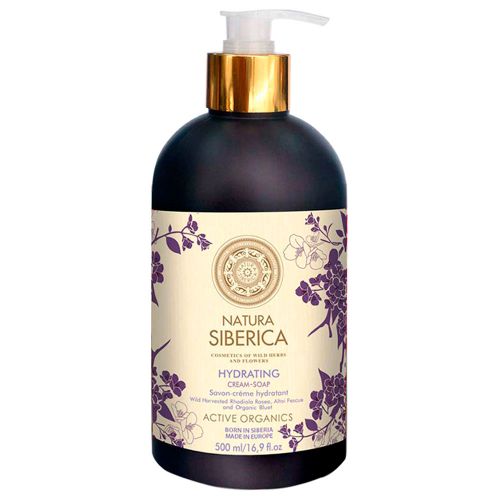 NATURA
SIBERICA
COSMETICS OF WILD HERBS
AND FLOWERS
HYDRATING
CREAM-SOAP
Savon-crème hydratant
Wild Harvested Rhodiola Rosea, Altai Fescue
and Organic Bluet
ACTIVE ORGANICS
BORN IN SIBERIA
MADE IN EUROPE
500 ml/16,9 fl.oz